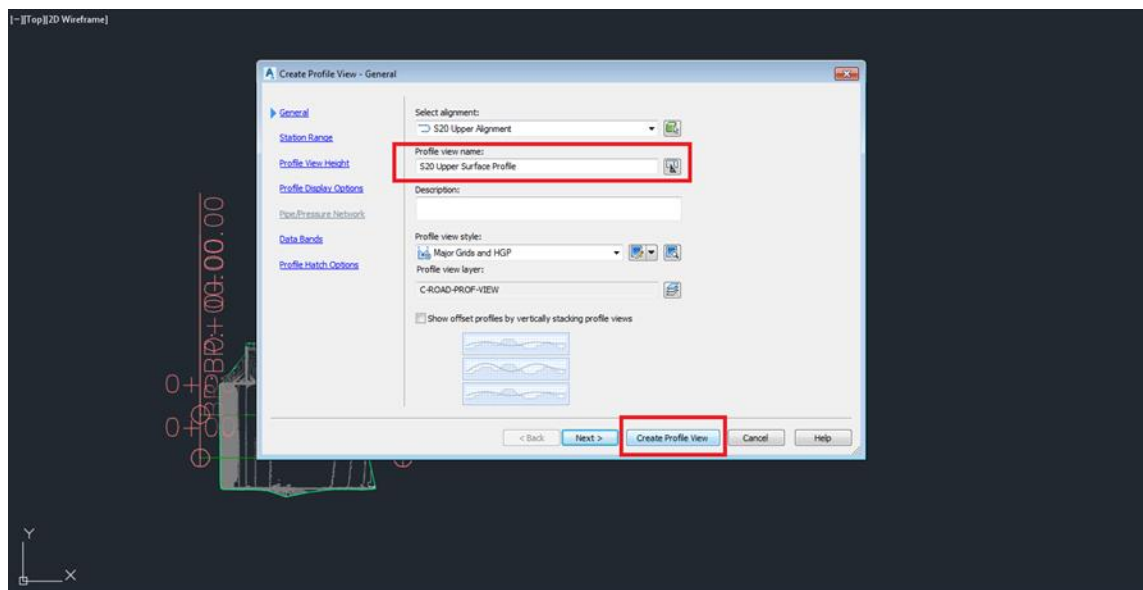 [−][Top][2D Wireframe]
Create Profile View - General
General
Station Range
Profile View Height
Profile Display Options
Pipe/Pressure Network
Data Bands
Profile Hatch Options
Select alignment:
S20 Upper Alignment
Profile view name:
S20 Upper Surface Profile
Description:
Profile view style:
Major Grids and HGP
Profile view layer:
C-ROAD-PROF-VIEW
Show offset profiles by vertically stacking profile views
< Back Next > Create Profile View Cancel Help
Y
X